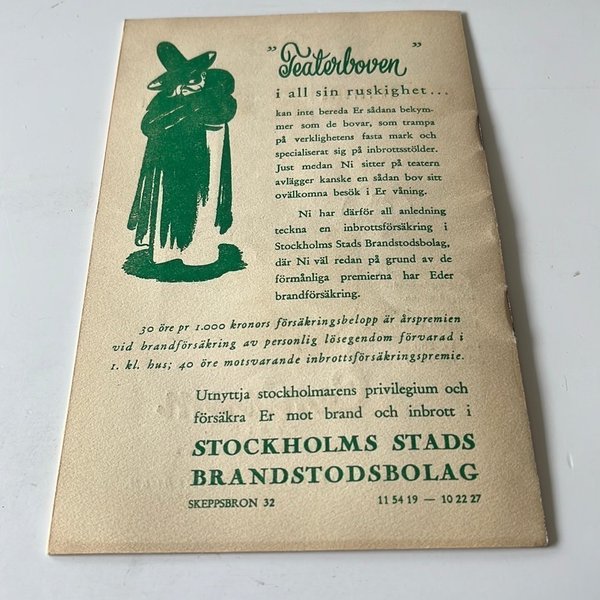 "Teaterboven"
i all sin ruskighet...
kan inte bereda Er sådana bekym-
mer som de bovar, som trampa
på verklighetens fasta mark och
specialiserat sig på inbrottsstölder.
Just medan Ni sitter på teatern
avlägger kanske en sådan bov sitt
ovälkomna besök i Er våning.
Ni har därför all anledning
teckna en inbrottsförsäkring i
Stockholms Stads Brandstodsbolag,
där Ni väl redan på grund av de
förmånliga premierna har Eder
brandförsäkring.
30 öre pr 1.000 kronors försäkringsbelopp är årspremien
vid brandförsäkring av personlig lösegendom förvarad i
1. kl. hus; 40 öre motsvarande inbrottsförsäkringspremie.
Utnyttja stockholmarens privilegium och
försäkra Er mot brand och inbrott i
STOCKHOLMS STADS
BRANDSTODSBOLAG
SKEPPSBRON 32 11 54 19 — 10 22 27